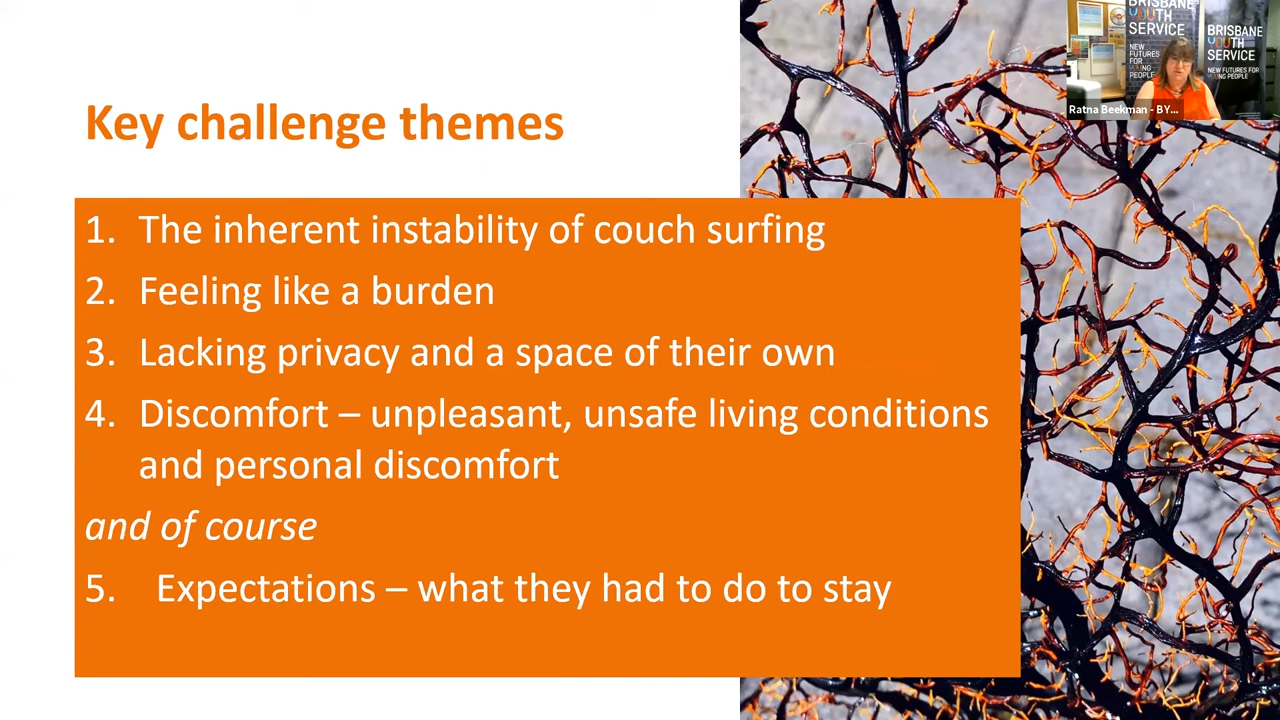 Key challenge themes
1. The inherent instability of couch surfing
2. Feeling like a burden
3. Lacking privacy and a space of their own
4. Discomfort – unpleasant, unsafe living conditions
and personal discomfort
and of course
5. Expectations – what they had to do to stay
BRISBANE
YOUTH
SERVICE
NEW
FUTURES
FOR
YOUNG
PEOPLE
BRISBANE
YOUTH
SERVICE
NEW FUTURES FOR
YOUNG PEOPLE
Ratna Beekman - BY...